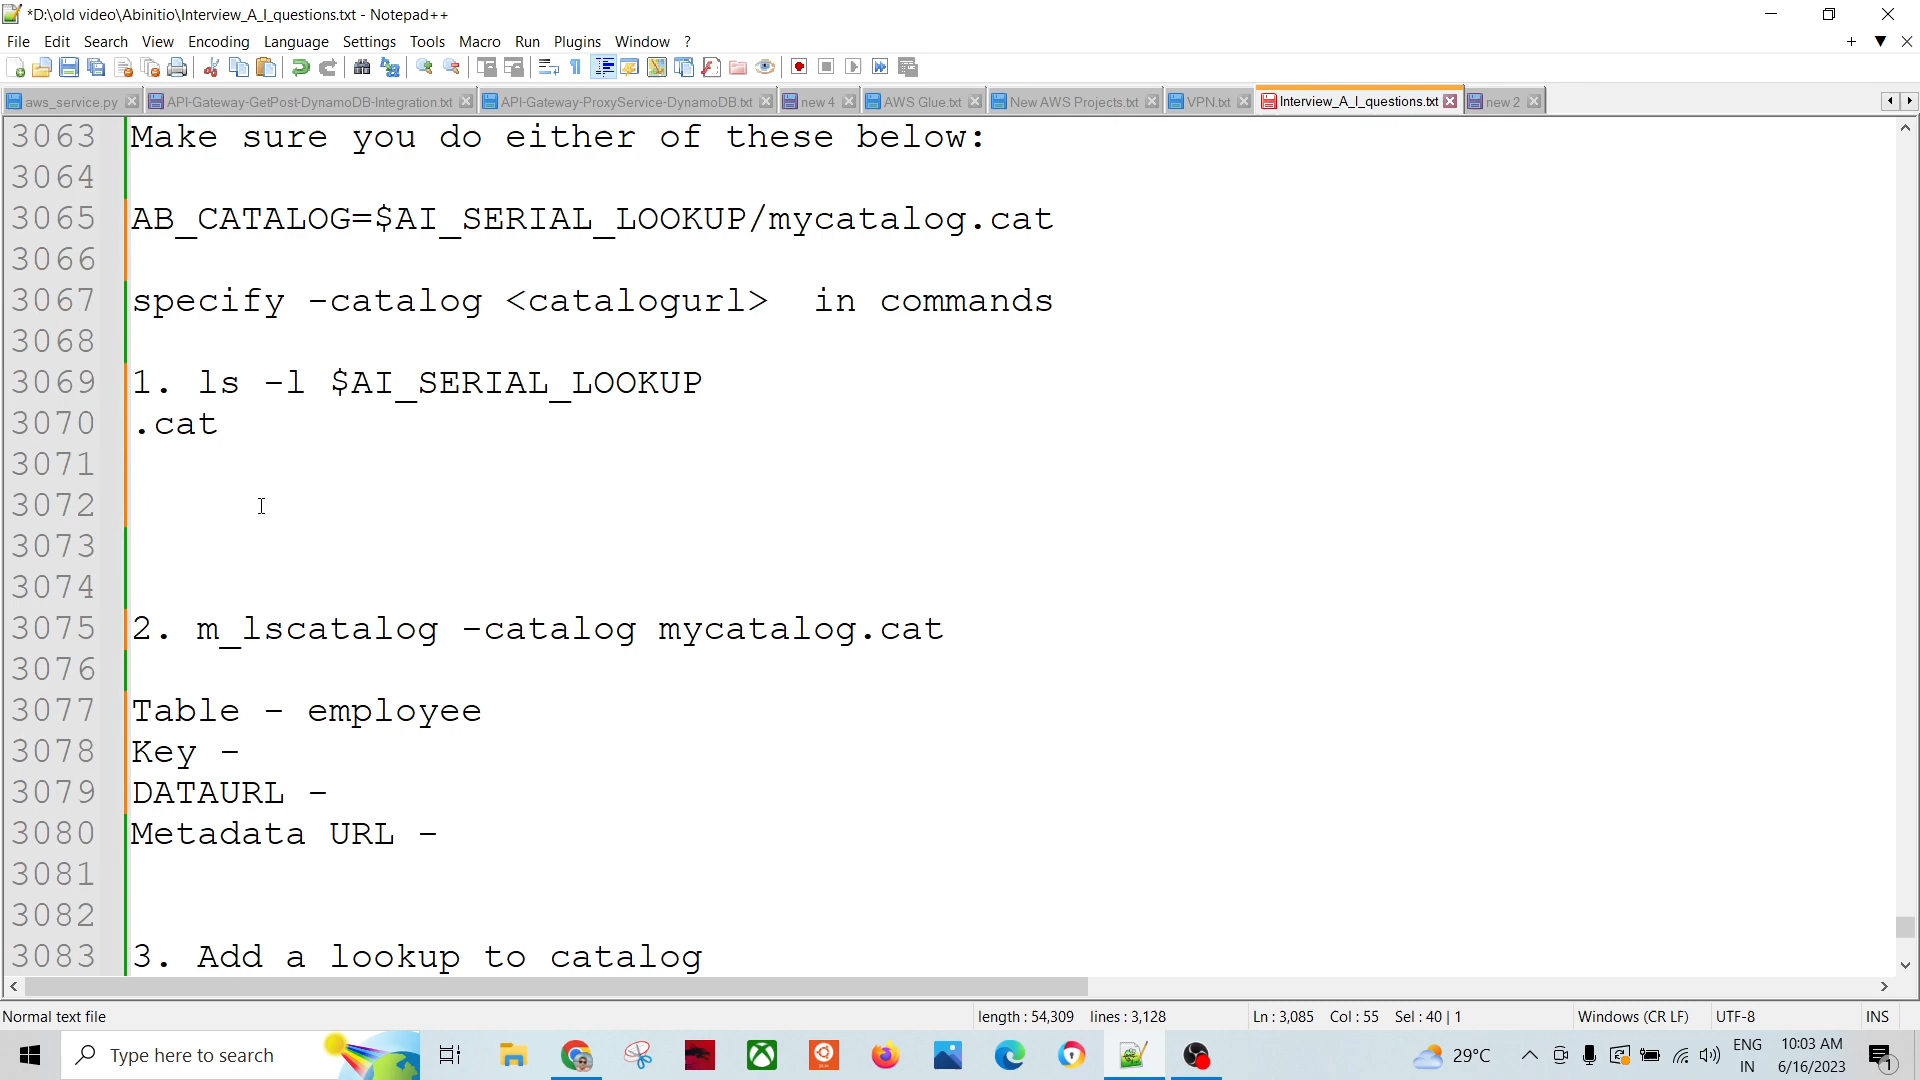 *D:\old video\Abinitio\Interview_A_I_questions.txt - Notepad++
File Edit Search View Encoding Language Settings Tools Macro Run Plugins Window ?
aws_service.py API-Gateway-GetPost-DynamoDB-Integration.txt API-Gateway-ProxyService-DynamoDB.txt new 4 AWS Glue.txt New AWS Projects.txt VPN.txt Interview_A_I_questions.txt new 2
3063 Make sure you do either of these below:
3064
3065 AB_CATALOG=$AI_SERIAL_LOOKUP/mycatalog.cat
3066
3067 specify -catalog <catalogurl>  in commands
3068
3069 1. ls -l $AI_SERIAL_LOOKUP
3070 .cat
3071
3072
3073
3074
3075 2. m_lscatalog -catalog mycatalog.cat
3076
3077 Table - employee
3078 Key -
3079 DATAURL -
3080 Metadata URL -
3081
3082
3083 3. Add a lookup to catalog
Normal text file length : 54,309 lines : 3,128 Ln : 3,085 Col : 55 Sel : 40 | 1 Windows (CR LF) UTF-8 INS
Type here to search 29°C ENG IN 10:03 AM 6/16/2023 1